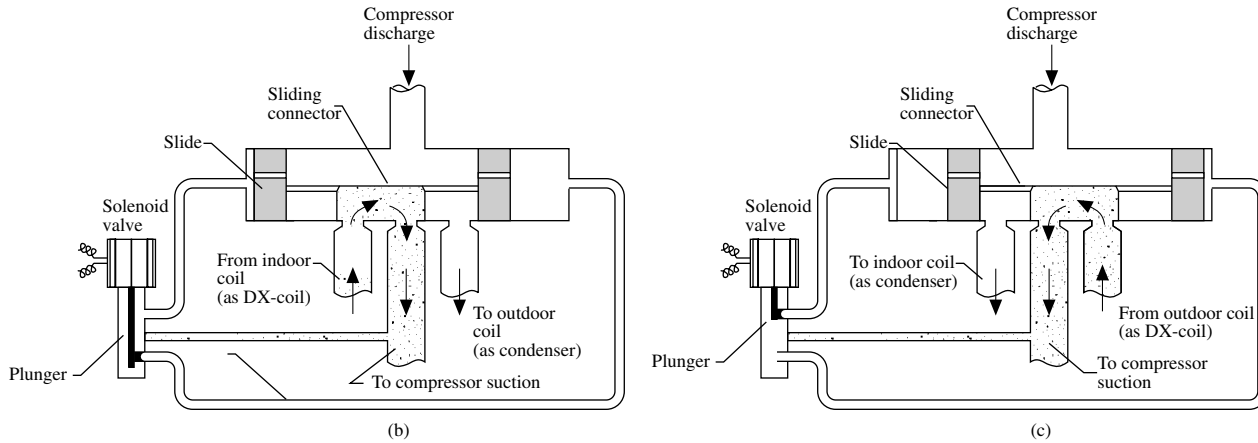 Compressor
discharge
Sliding
connector
Slide
Solenoid
valve
From indoor
coil
(as DX-coil)
To outdoor
coil
(as condenser)
Plunger
To compressor suction
(b)
Compressor
discharge
Sliding
connector
Slide
Solenoid
valve
To indoor coil
(as condenser)
From outdoor coil
(as DX-coil)
Plunger
To compressor
suction
(c)